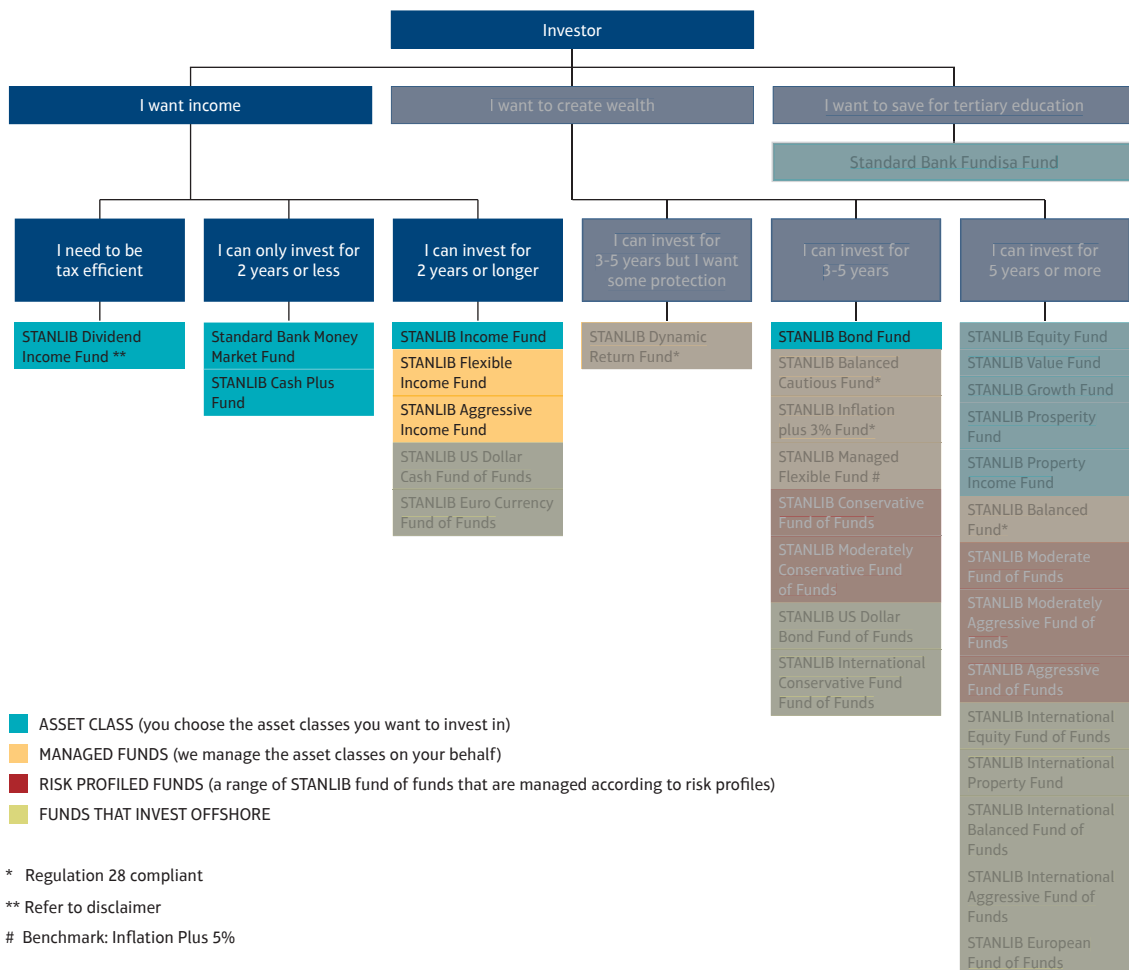 Investor
I want income
I want to create wealth
I want to save for tertiary education
Standard Bank Fundisa Fund
I need to be
tax efficient
I can only invest for
2 years or less
I can invest for
2 years or longer
I can invest for
3-5 years but I want
some protection
I can invest for
3-5 years
I can invest for
5 years or more
STANLIB Dividend
Income Fund **
Standard Bank Money
Market Fund
STANLIB Cash Plus
Fund
STANLIB Income Fund
STANLIB Flexible
Income Fund
STANLIB Aggressive
Income Fund
STANLIB US Dollar
Cash Fund of Funds
STANLIB Euro Currency
Fund of Funds
STANLIB Dynamic
Return Fund*
STANLIB Bond Fund
STANLIB Balanced
Cautious Fund*
STANLIB Inflation
plus 3% Fund*
STANLIB Managed
Flexible Fund #
STANLIB Conservative
Fund of Funds
STANLIB Moderately
Conservative Fund
of Funds
STANLIB US Dollar
Bond Fund of Funds
STANLIB International
Conservative Fund
Fund of Funds
STANLIB Equity Fund
STANLIB Value Fund
STANLIB Growth Fund
STANLIB Prosperity
Fund
STANLIB Property
Income Fund
STANLIB Balanced
Fund*
STANLIB Moderate
Fund of Funds
STANLIB Moderately
Aggressive Fund of
Funds
STANLIB Aggressive
Fund of Funds
STANLIB International
Equity Fund of Funds
STANLIB International
Property Fund
STANLIB International
Balanced Fund of
Funds
STANLIB International
Aggressive Fund of
Funds
STANLIB European
Fund of Funds
ASSET CLASS (you choose the asset classes you want to invest in)
MANAGED FUNDS (we manage the asset classes on your behalf)
RISK PROFILED FUNDS (a range of STANLIB fund of funds that are managed according to risk profiles)
FUNDS THAT INVEST OFFSHORE
* Regulation 28 compliant
** Refer to disclaimer
# Benchmark: Inflation Plus 5%